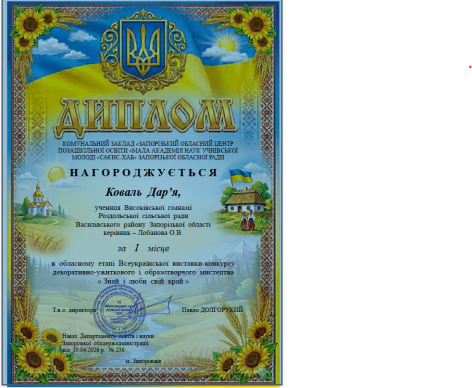 ДИПЛОМ
КОМУНАЛЬНИЙ ЗАКЛАД «ЗАПОРІЗЬКИЙ ОБЛАСНИЙ ЦЕНТР
ПОЗАШКІЛЬНОЇ ОСВІТИ «МАЛА АКАДЕМІЯ НАУК УЧНІВСЬКОЇ
МОЛОДІ «САЄНС-ХАБ» ЗАПОРІЗЬКОЇ ОБЛАСНОЇ РАДИ
НАГОРОДЖУЄТЬСЯ
Коваль Дар’я,
учениця Високівської гімназії
Роздольської сільської ради
Василівського району Запорізької області
керівник – Лобанова О.В.
за I місце
в обласному етапі Всеукраїнської виставки-конкурсу
декоративно-ужиткового і образотворчого мистецтва
« Знай і люби свій край »
Т.в.о. директора Павло ДОЛГОРУКИЙ
Наказ Департаменту освіти і науки
Запорізької облдержадміністрації
від 10.04.2026 р. № 236
м. Запоріжжя